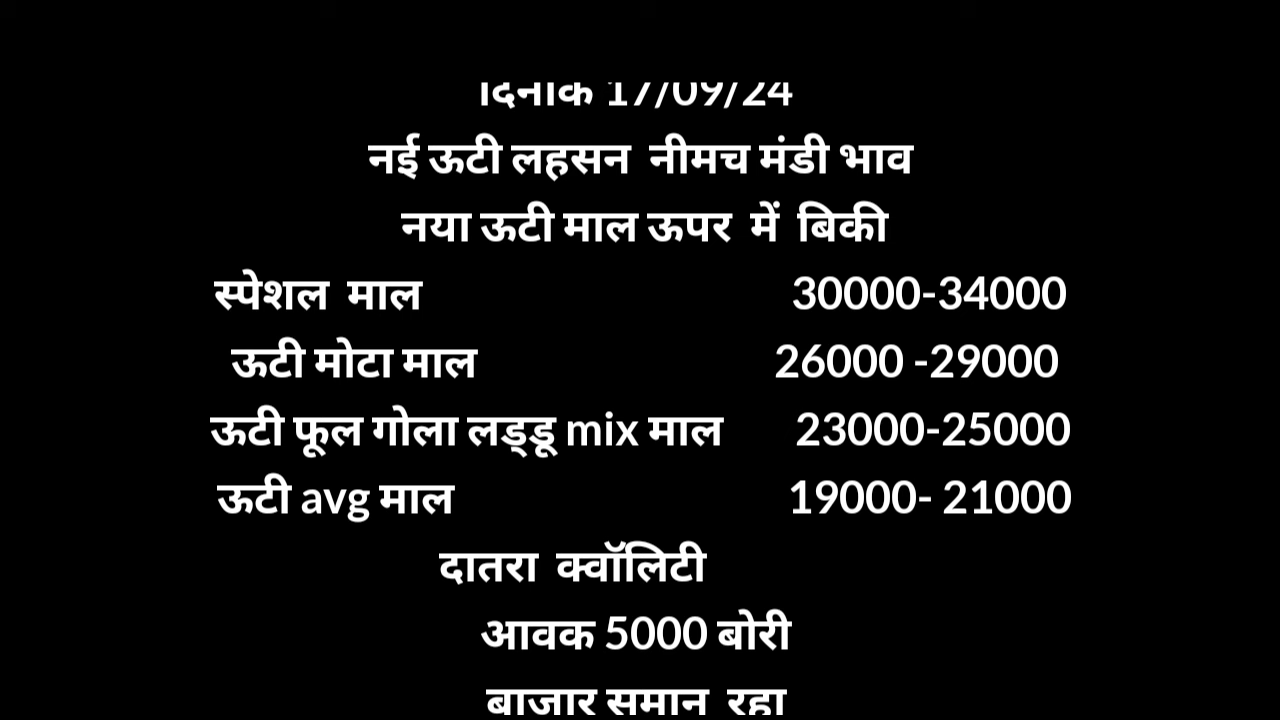 दिनांक 17/09/24
नई ऊटी लहसन नीमच मंडी भाव
नया ऊटी माल ऊपर में बिकी
स्पेशल माल 30000-34000
ऊटी मोटा माल 26000 -29000
ऊटी फूल गोला लड्डू mix माल 23000-25000
ऊटी avg माल 19000- 21000
दातरा क्वॉलिटी
आवक 5000 बोरी
बाजार समान रहा